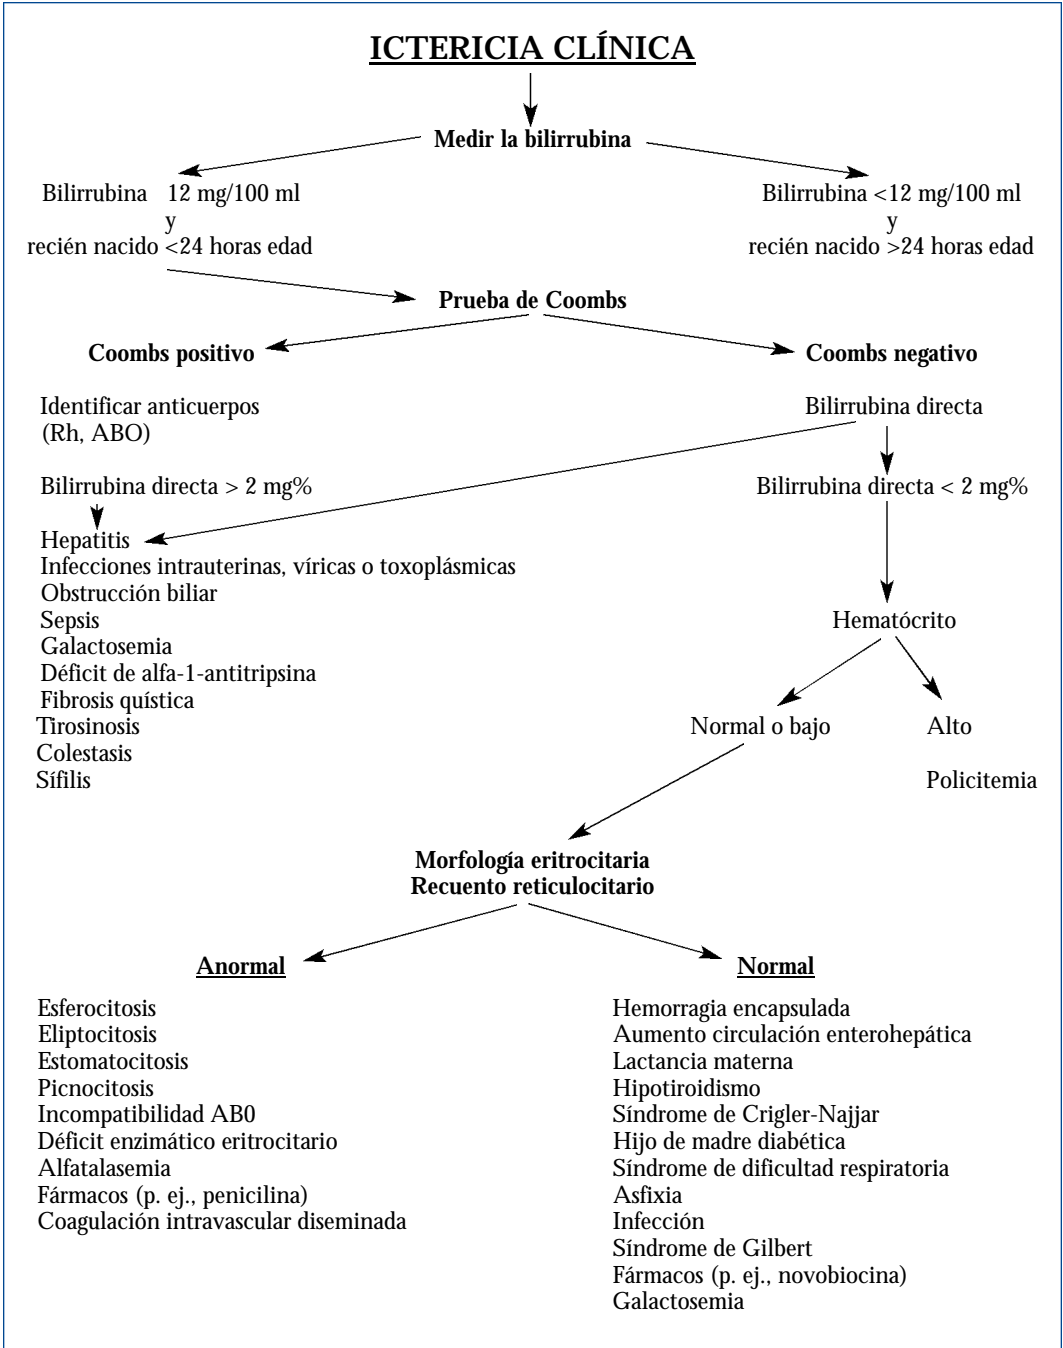 ICTERICIA CLÍNICA
Medir la bilirrubina
Bilirrubina 12 mg/100 ml
y
recién nacido <24 horas edad
Bilirrubina <12 mg/100 ml
y
recién nacido >24 horas edad
Prueba de Coombs
Coombs positivo
Coombs negativo
Identificar anticuerpos
(Rh, ABO)
Bilirrubina directa
Bilirrubina directa > 2 mg%
Bilirrubina directa < 2 mg%
Hepatitis
Infecciones intrauterinas, víricas o toxoplásmicas
Obstrucción biliar
Sepsis
Galactosemia
Déficit de alfa-1-antitripsina
Fibrosis quística
Tirosinosis
Colestasis
Sífilis
Hematócrito
Normal o bajo
Alto
Policitemia
Morfología eritrocitaria
Recuento reticulocitario
Anormal
Esferocitosis
Eliptocitosis
Estomatocitosis
Picnocitosis
Incompatibilidad AB0
Déficit enzimático eritrocitario
Alfatalasemia
Fármacos (p. ej., penicilina)
Coagulación intravascular diseminada
Normal
Hemorragia encapsulada
Aumento circulación enterohepática
Lactancia materna
Hipotiroidismo
Síndrome de Crigler-Najjar
Hijo de madre diabética
Síndrome de dificultad respiratoria
Asfixia
Infección
Síndrome de Gilbert
Fármacos (p. ej., novobiocina)
Galactosemia